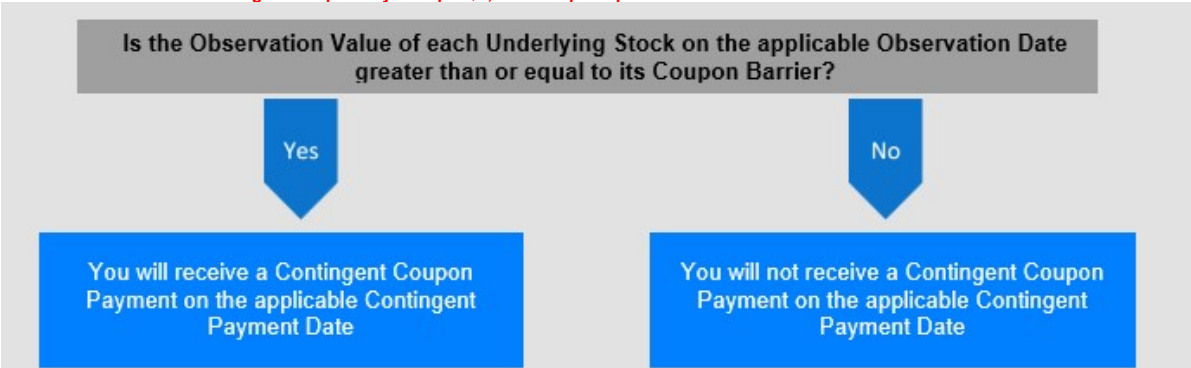 Is the Observation Value of each Underlying Stock on the applicable Observation Date
greater than or equal to its Coupon Barrier?
Yes
No
You will receive a Contingent Coupon
Payment on the applicable Contingent
Payment Date
You will not receive a Contingent Coupon
Payment on the applicable Contingent
Payment Date